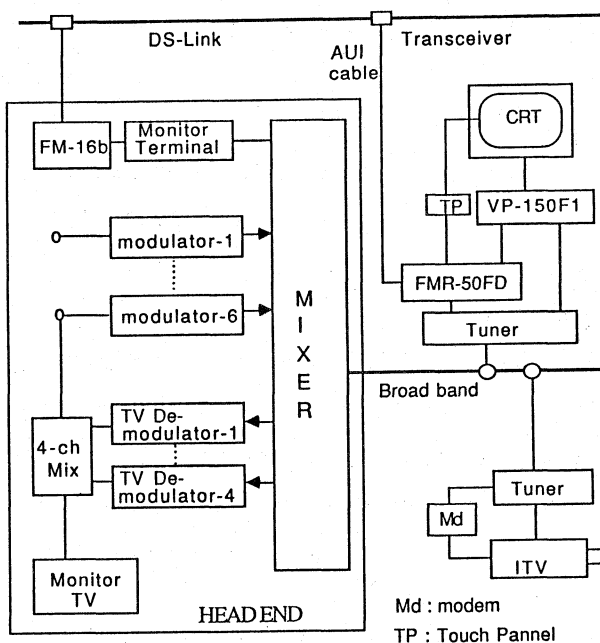 DS-Link
Transceiver
AUI
cable
FM-16b
Monitor
Terminal
CRT
TP
VP-150F1
modulator-1
modulator-6
MIXER
FMR-50FD
Tuner
Broad band
TV De-
modulator-1
4-ch
Mix
TV De-
modulator-4
Tuner
Md
ITV
Monitor
TV
HEAD END
Md : modem
TP : Touch Pannel